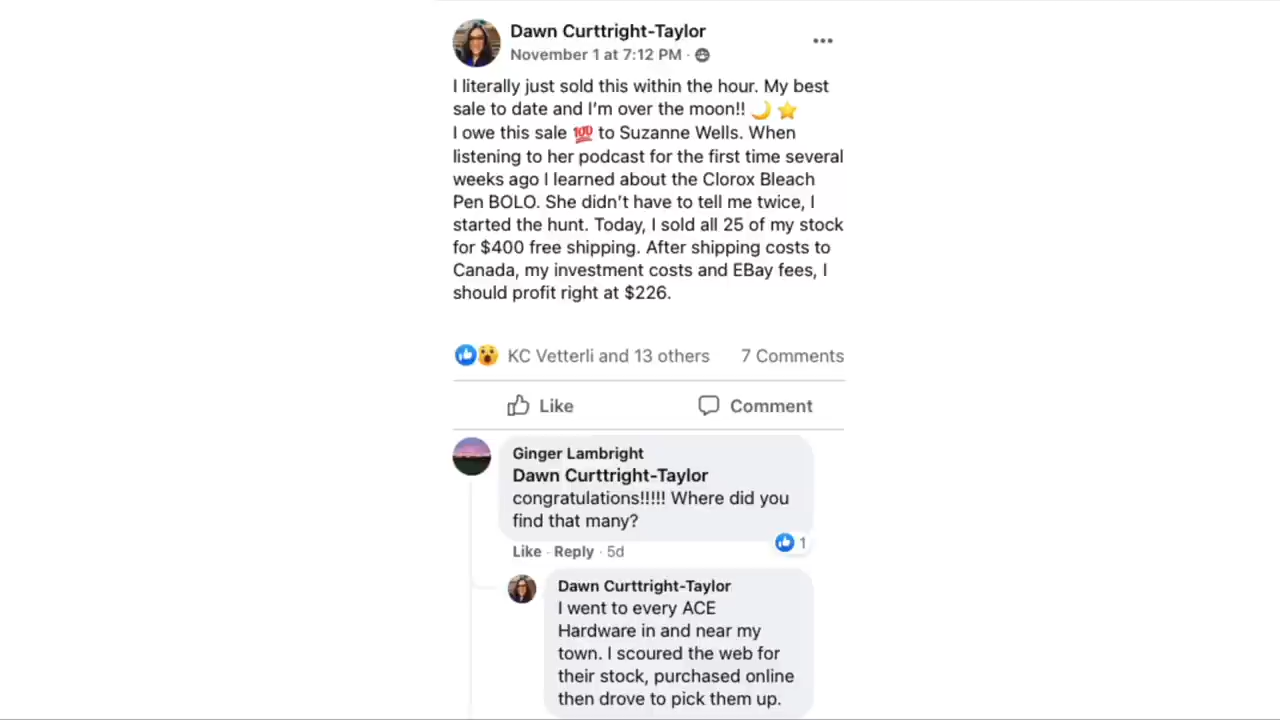 Dawn Curttright-Taylor
November 1 at 7:12 PM ·
I literally just sold this within the hour. My best
sale to date and I'm over the moon!! 🌙 ⭐
I owe this sale 💯 to Suzanne Wells. When
listening to her podcast for the first time several
weeks ago I learned about the Clorox Bleach
Pen BOLO. She didn't have to tell me twice, I
started the hunt. Today, I sold all 25 of my stock
for $400 free shipping. After shipping costs to
Canada, my investment costs and EBay fees, I
should profit right at $226.
KC Vetterli and 13 others 7 Comments
Like Comment
Ginger Lambright
Dawn Curttright-Taylor
congratulations!!!!! Where did you
find that many?
1
Like · Reply · 5d
Dawn Curttright-Taylor
I went to every ACE
Hardware in and near my
town. I scoured the web for
their stock, purchased online
then drove to pick them up.